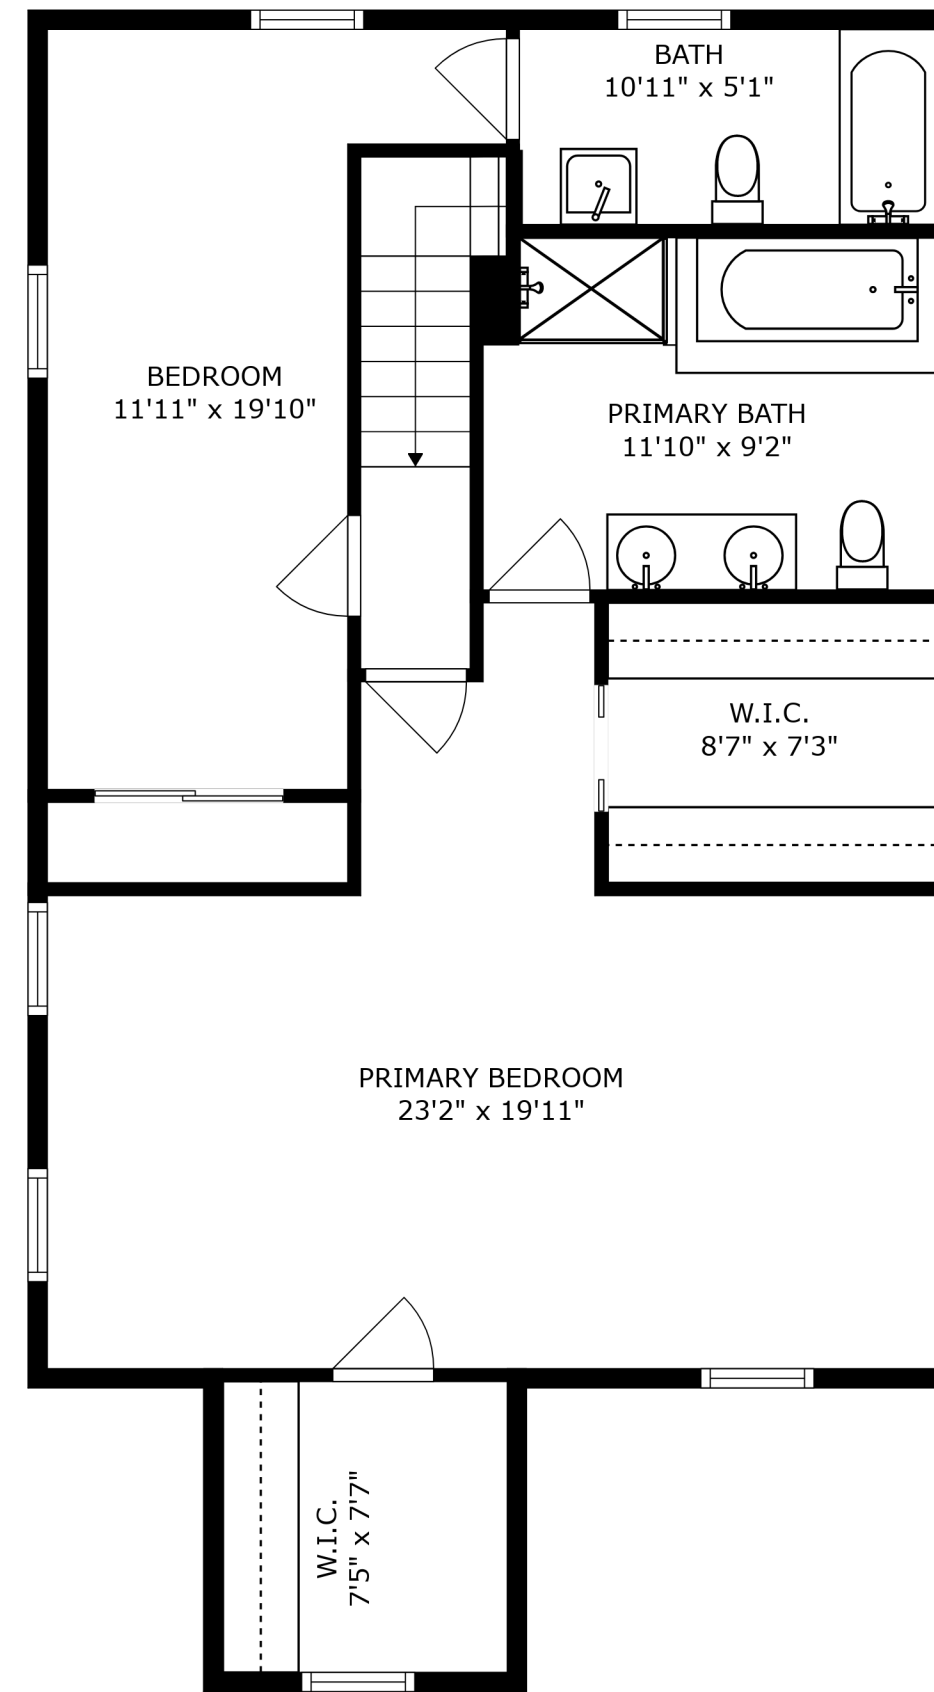 BATH
10'11" x 5'1"
BEDROOM
11'11" x 19'10"
PRIMARY BATH
11'10" x 9'2"
W.I.C.
8'7" x 7'3"
PRIMARY BEDROOM
23'2" x 19'11"
W.I.C.
7'5" x 7'7"